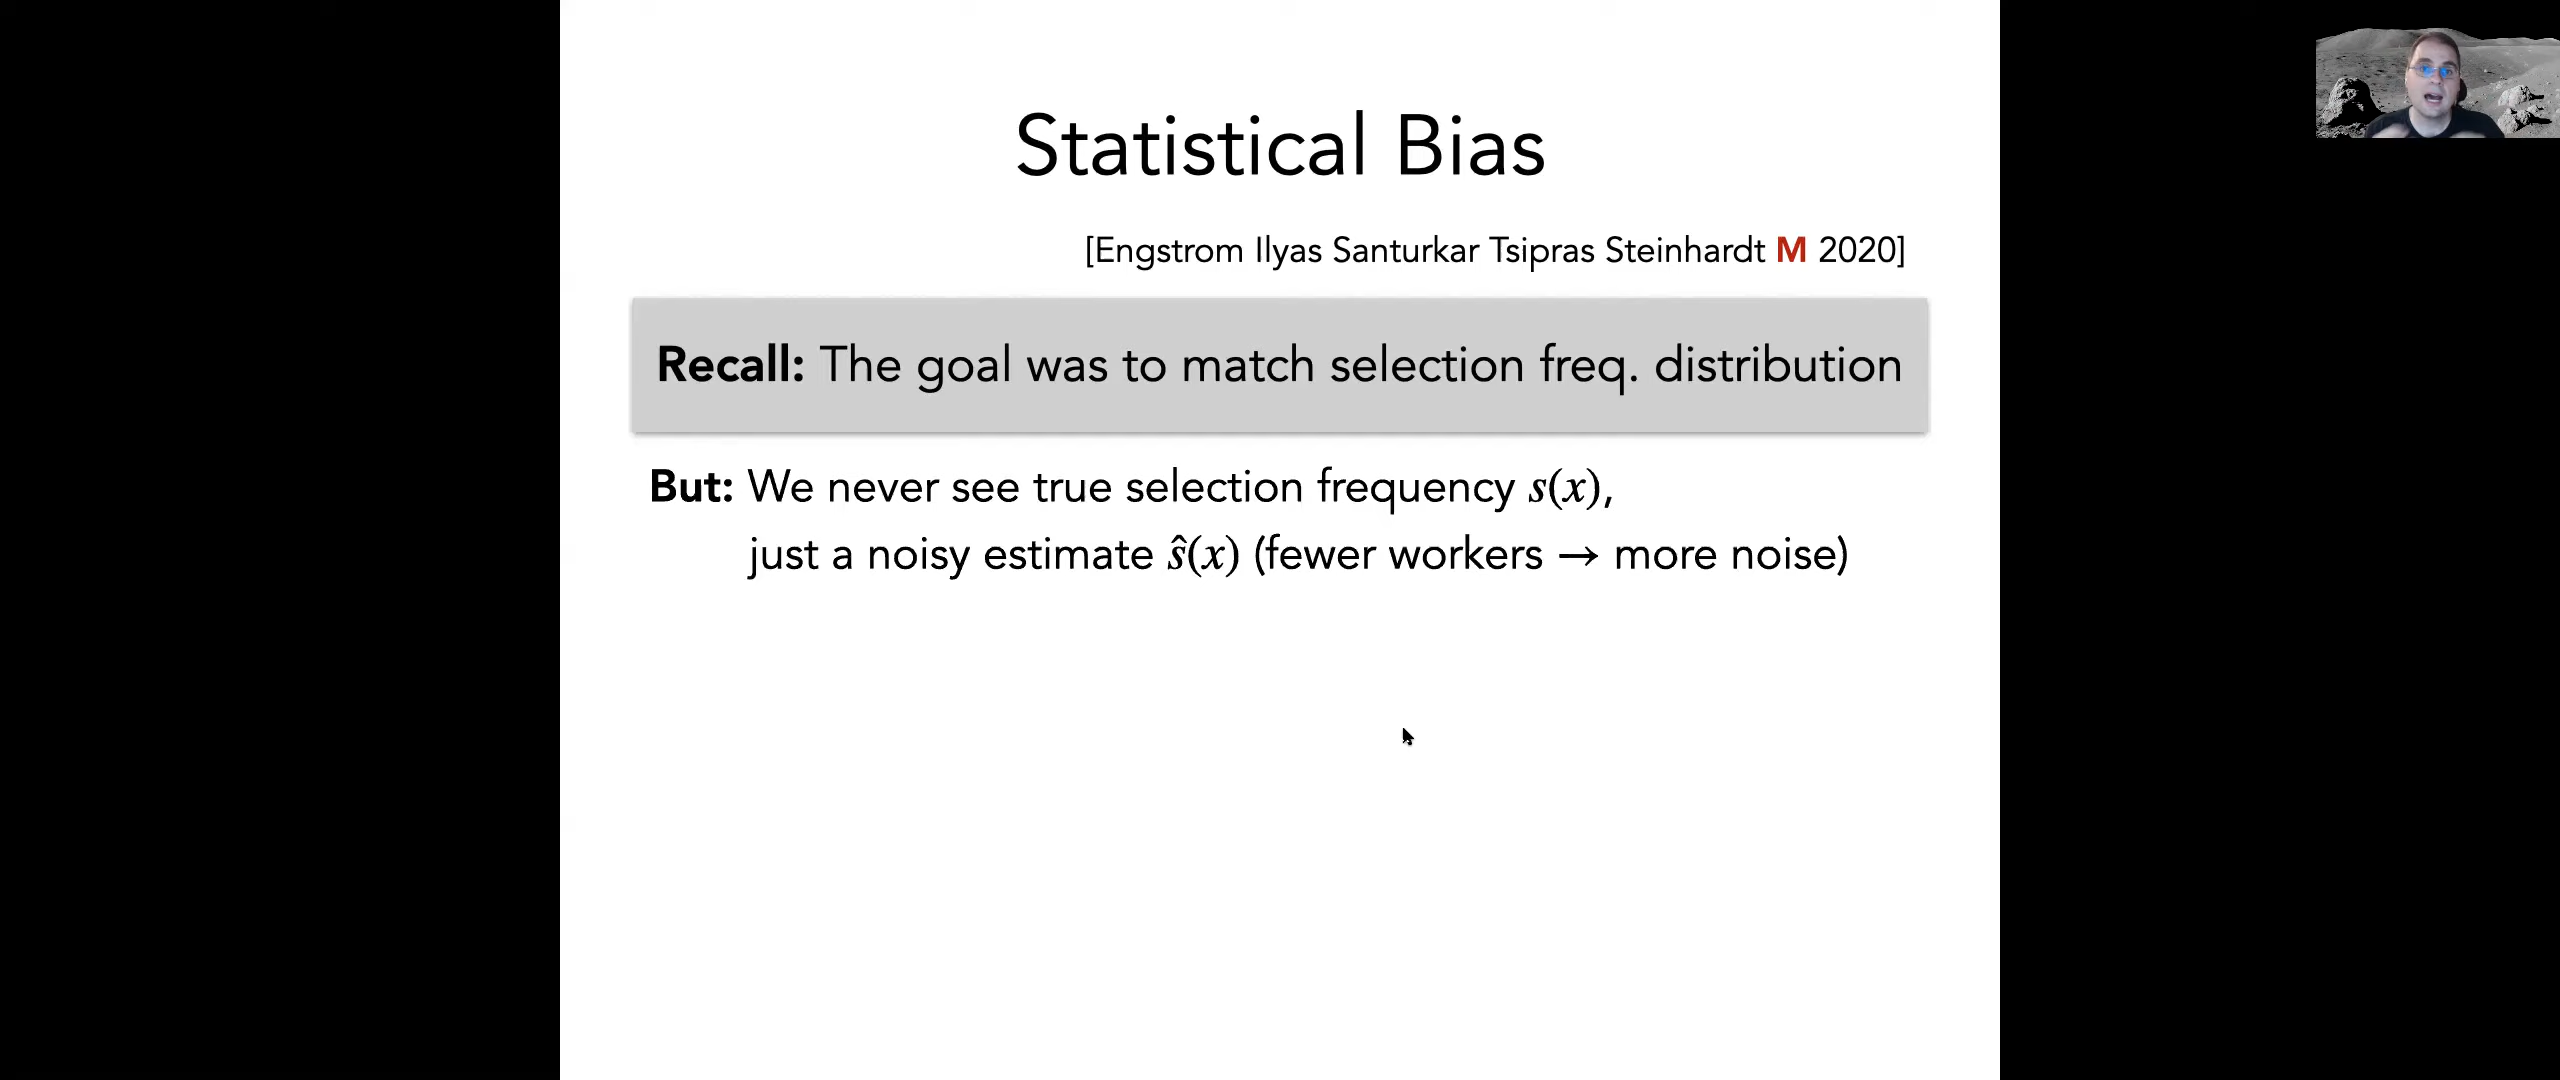 Statistical Bias
[Engstrom Ilyas Santurkar Tsipras Steinhardt M 2020]
Recall: The goal was to match selection freq. distribution
But: We never see true selection frequency s(x),
just a noisy estimate ŝ(x) (fewer workers → more noise)